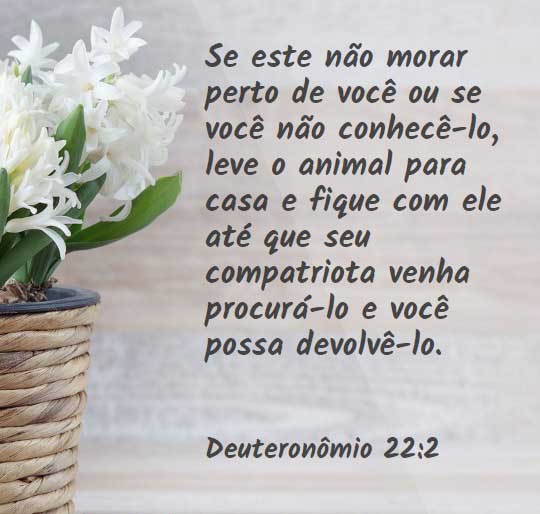 Se este não morar
perto de você ou se
você não conhecê-lo,
leve o animal para
casa e fique com ele
até que seu
compatriota venha
procurá-lo e você
possa devolvê-lo.
Deuteronômio 22:2